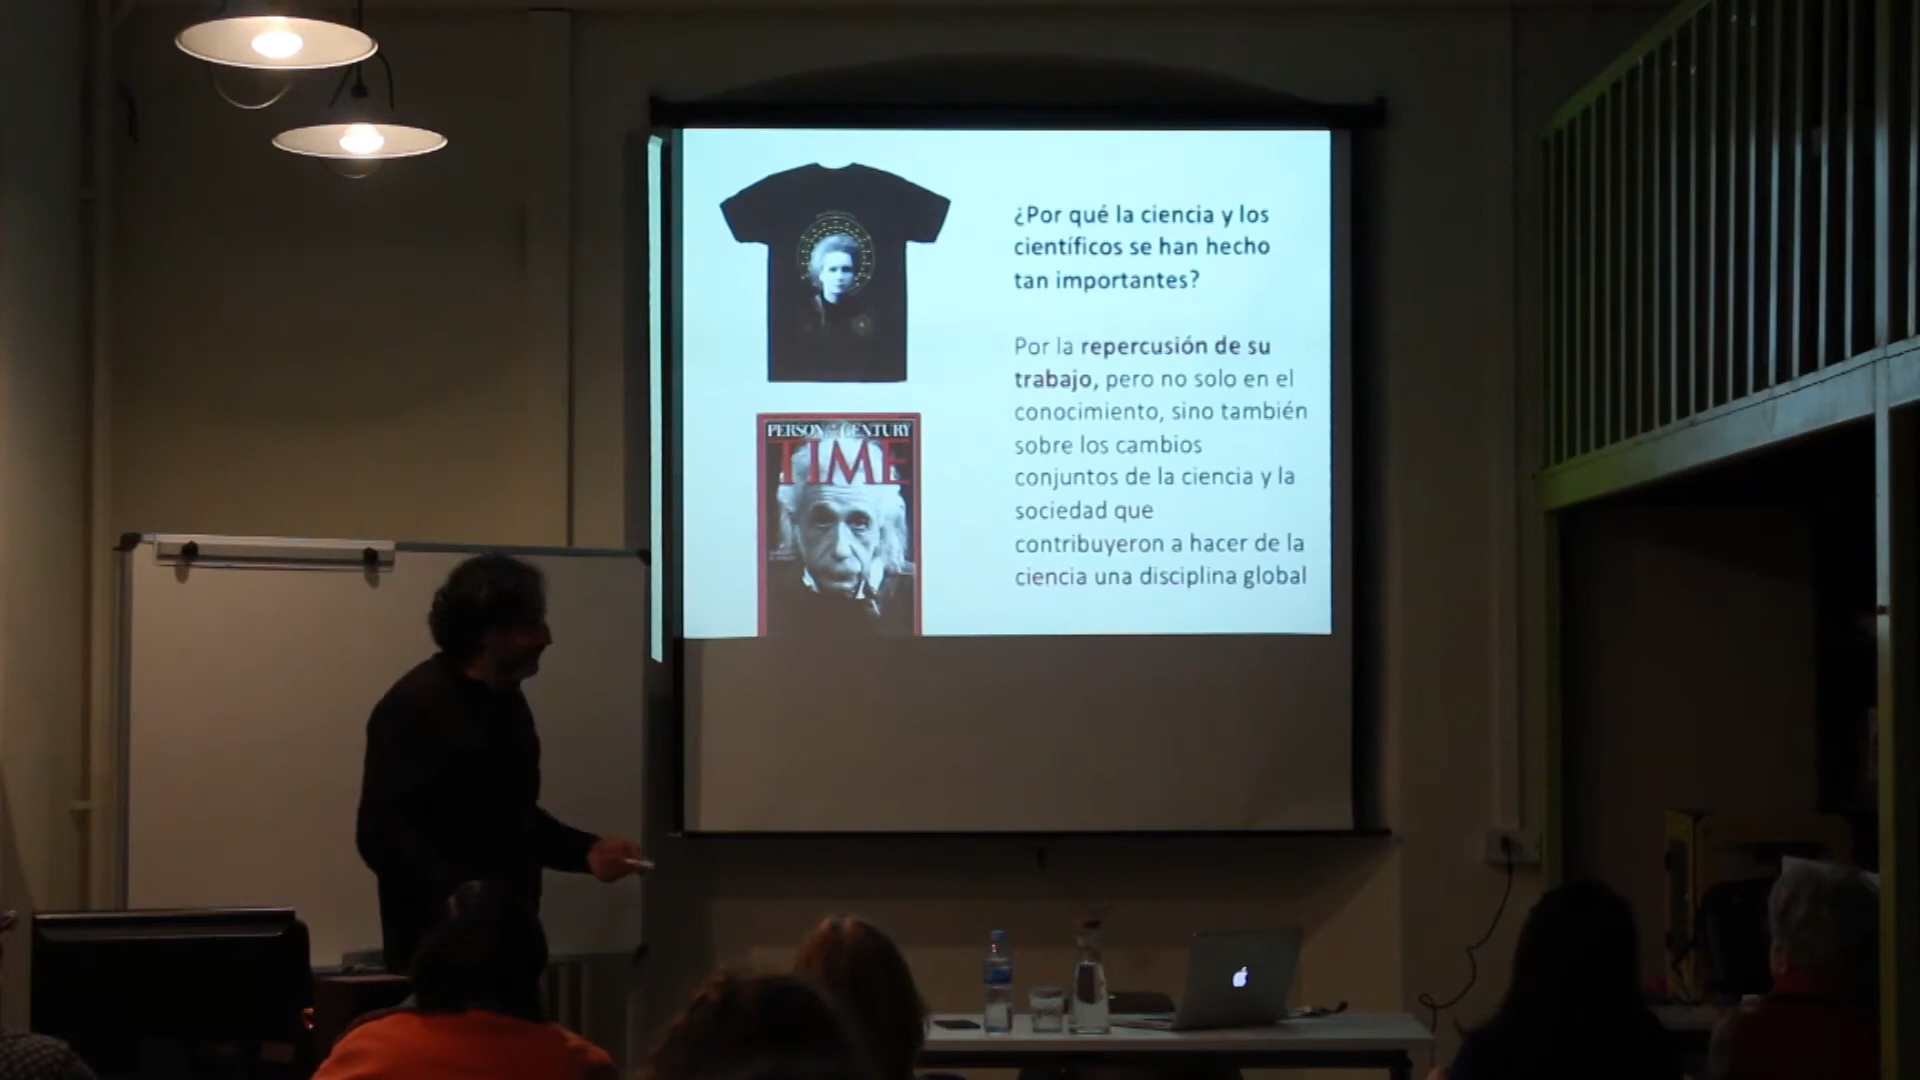 ¿Por qué la ciencia y los
científicos se han hecho
tan importantes?
Por la repercusión de su
trabajo, pero no solo en el
conocimiento, sino también
sobre los cambios
conjuntos de la ciencia y la
sociedad que
contribuyeron a hacer de la
ciencia una disciplina global
PERSON OF THE CENTURY
TIME